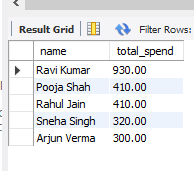 Result Grid Filter Rows:
name total_spend
Ravi Kumar 930.00
Pooja Shah 410.00
Rahul Jain 410.00
Sneha Singh 320.00
Arjun Verma 300.00